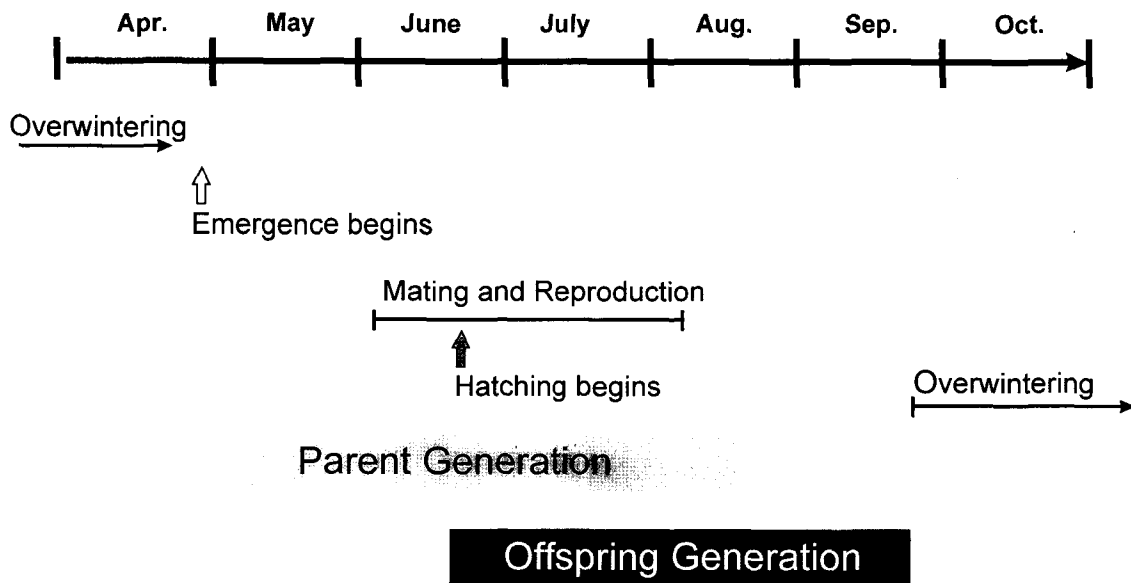 Apr. May June July Aug. Sep. Oct.
Overwintering
Emergence begins
Mating and Reproduction
Hatching begins
Overwintering
Parent Generation
Offspring Generation